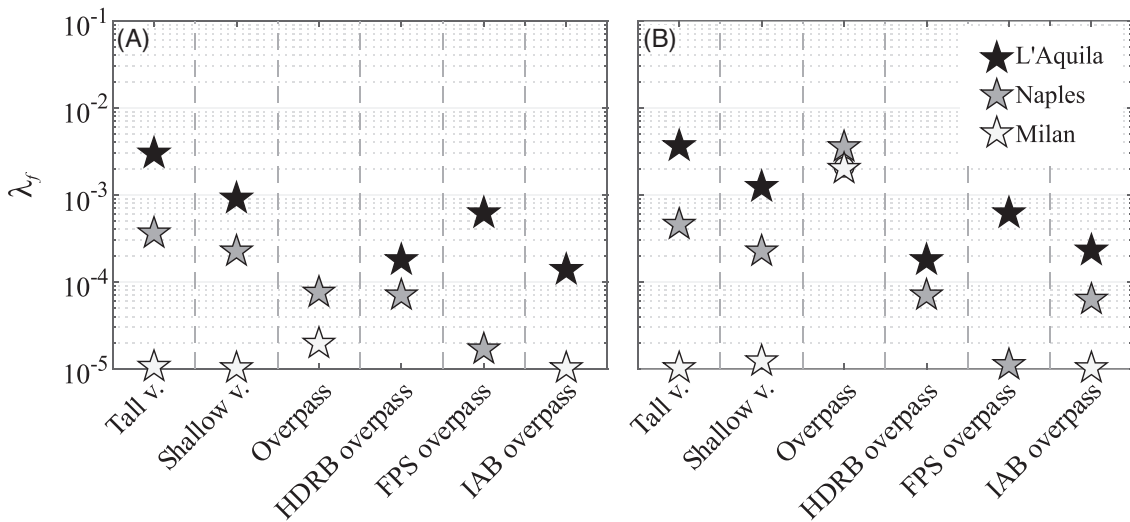 (A)
(B)
L'Aquila
Naples
Milan
λf
10-1
10-2
10-3
10-4
10-5
Tall v.
Shallow v.
Overpass
HDRB overpass
FPS overpass
IAB overpass
Tall v.
Shallow v.
Overpass
HDRB overpass
FPS overpass
IAB overpass